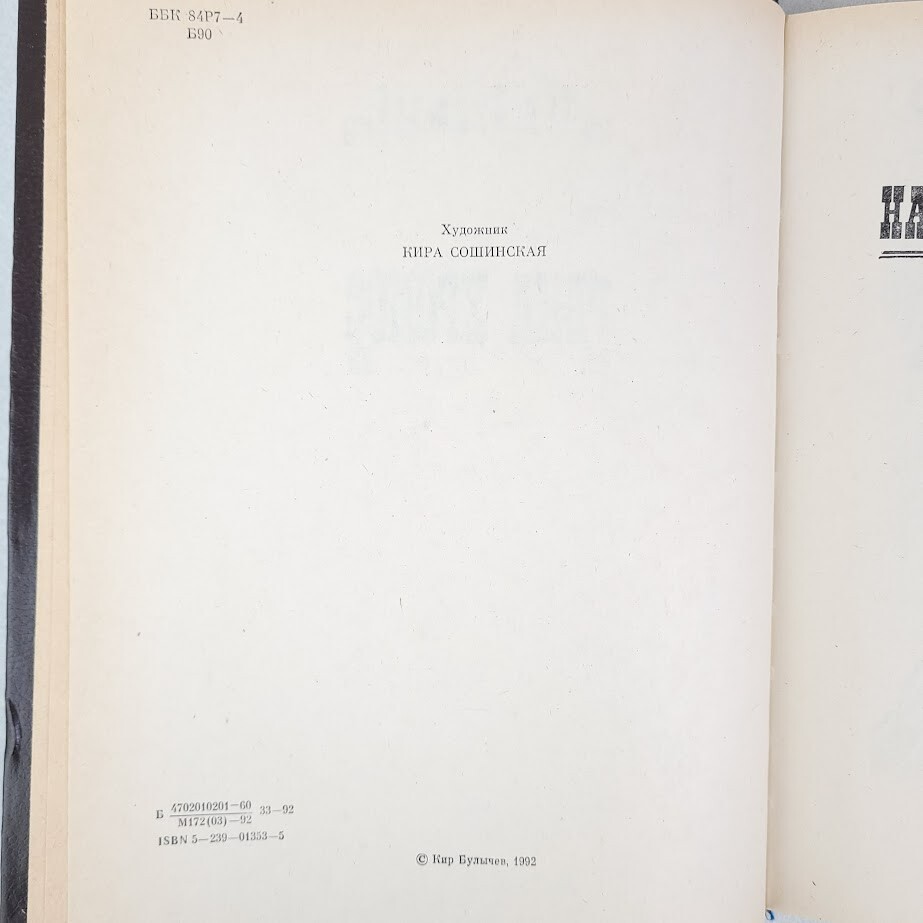 ББК 84Р7—4
Б90
Художник
КИРА СОШИНСКАЯ
НА
Б 4702010201—60 33—92
М172(03)—92
ISBN 5—239—01353—5
© Кир Булычев, 1992